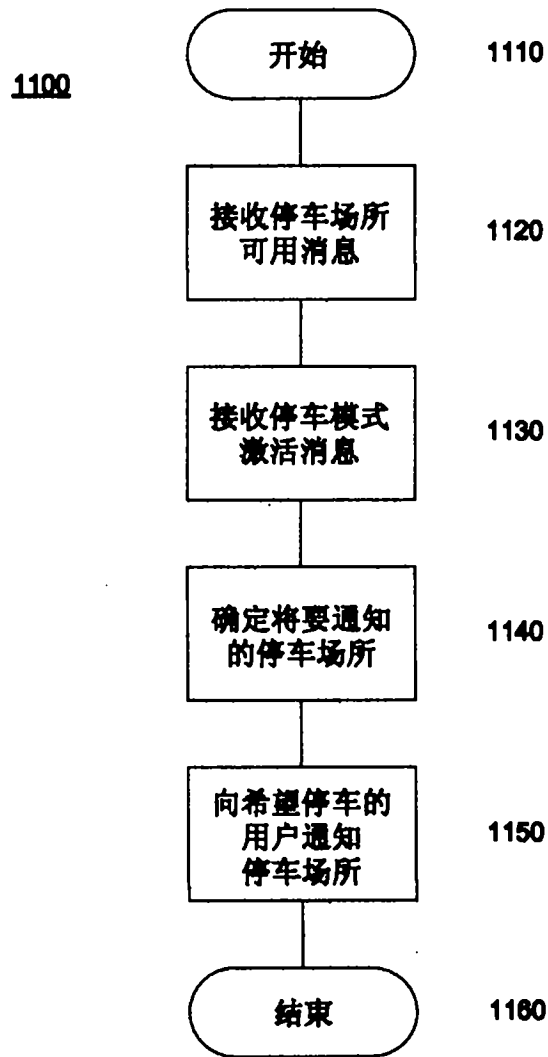 1100
开始
1110
接收停车场所
可用消息
1120
接收停车模式
激活消息
1130
确定将要通知
的停车场所
1140
向希望停车的
用户通知
停车场所
1150
结束
1160